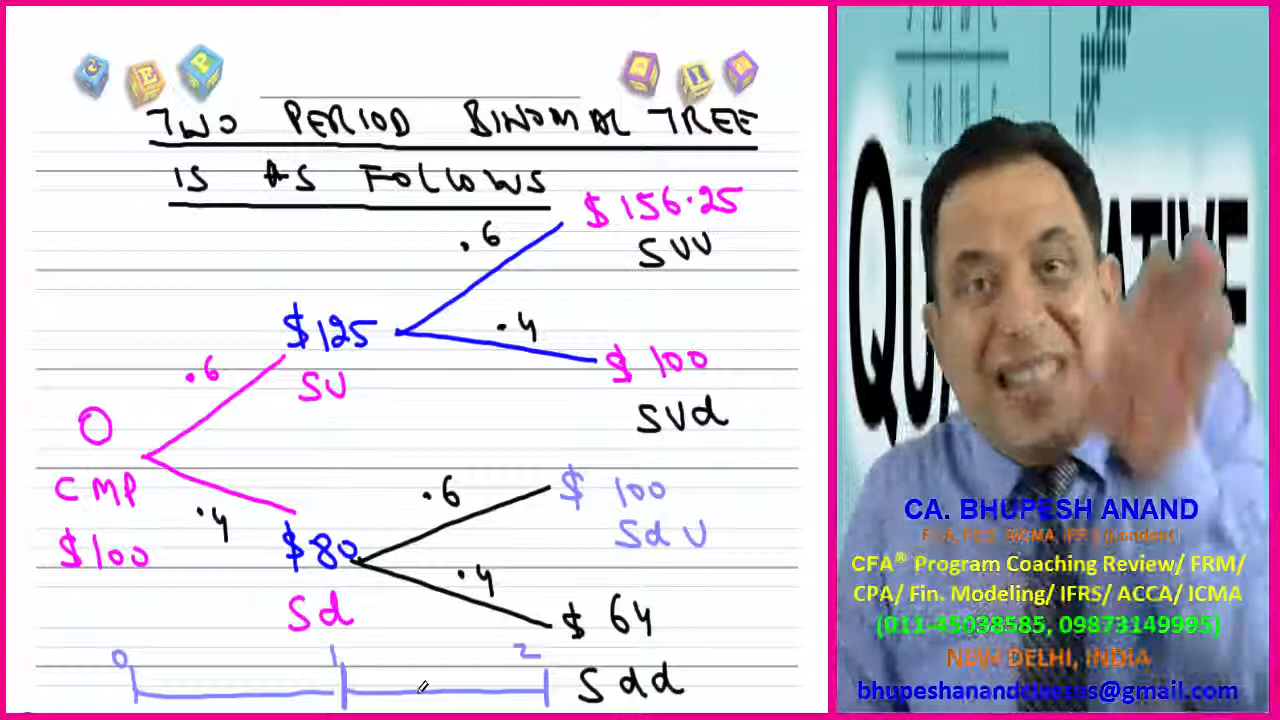 TWO PERIOD BINOMAL TREE
IS AS FOLLOWS
$ 156.25
SUU
.6
$125
SU
.4
$ 100
SUd
.6
0
CMP
$100
.4
.6
$ 100
SdU
$80
Sd
.4
$ 64
Sdd
0 1 2
CA. BHUPESH ANAND
CFA® Program Coaching Review/ FRM/
CPA/ Fin. Modeling/ IFRS/ ACCA/ ICMA
(011-45038585, 09873149995)
NEW DELHI, INDIA
bhupeshanandclasses@gmail.com